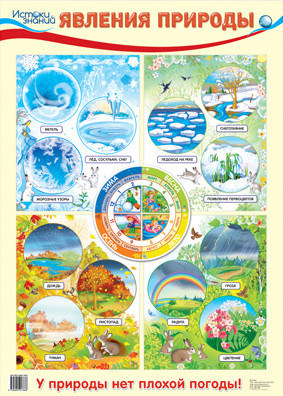 Истоки
знаний
ЯВЛЕНИЯ ПРИРОДЫ
МЕТЕЛЬ
ЛЁД, СОСУЛЬКИ, СНЕГ
МОРОЗНЫЕ УЗОРЫ
СНЕГОТАЯНИЕ
ЛЕДОХОД НА РЕКЕ
ПОЯВЛЕНИЕ ПЕРВОЦВЕТОВ
ЗИМА
ВЕСНА
ОСЕНЬ
ЛЕТО
ДОЖДЬ
ЛИСТОПАД
ТУМАН
ГРОЗА
РАДУГА
ЦВЕТЕНИЕ
У природы нет плохой погоды!